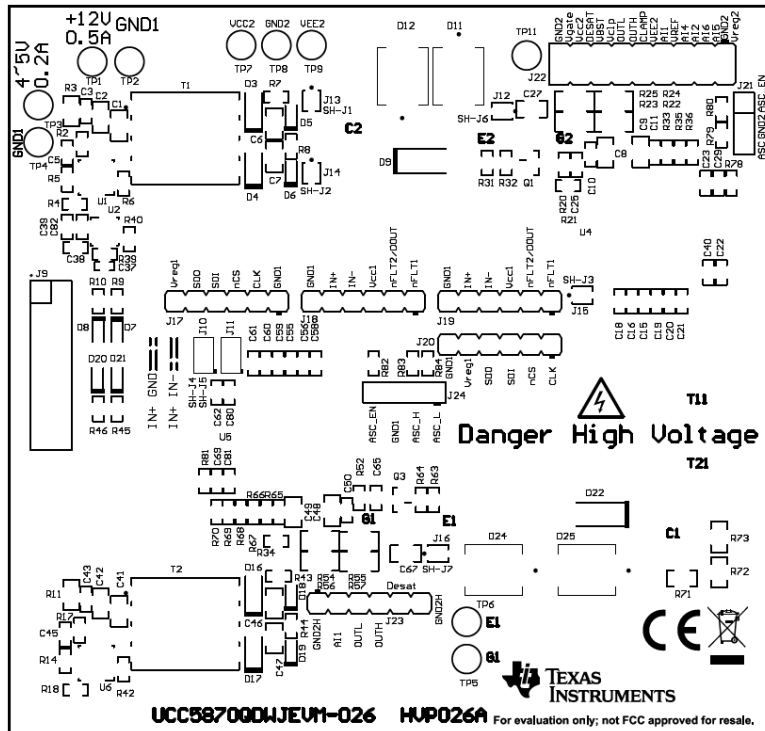 +12V
0.5A
GND1
4~5V
0.2A
GND1
TP1
TP2
TP3
TP4
VCC2
GND2
VEE2
TP7
TP8
TP9
D12
D11
TP11
GND2
Vgate
Vcc2
DESAT
VBST
Vclp
OUTL
OUTH
CLAMP
VEE2
AI1
VREF
AI4
AI2
AI6
AI5
GND2
Vreg2
J22
J21
ASC_EN
GND2
ASC
R3
C3
C2
C1
T1
D3
R7
J13
SH-J1
D5
C6
R8
C7
J14
SH-J2
D4
D6
C2
SH-J6
J12
C27
E2
G2
R25
R23
R24
R22
C9
C11
R33
R35
R36
R80
R79
R78
C23
C29
C8
C10
D9
R31
R32
Q1
R20
C25
R21
U4
R2
C5
R5
R4
U1
U2
R6
R40
C39
C82
C38
R39
C37
J9
R10
R9
D8
D7
D20
D21
R46
R45
IN+ GND
IN+ IN-
Vreg1
SDO
SDI
nCS
CLK
GND1
J17
GND1
IN+
IN-
Vcc1
nFLT2/DOUT
nFLT1
J18
GND1
IN+
IN-
Vcc1
nFLT2/DOUT
nFLT1
J19
SH-J3
J15
C40
C22
C18
C16
C15
C19
C20
C21
J10
J11
SH-J4
SH-J5
C61
C60
C59
C55
C56
C58
C62
C80
U5
J20
GND1
Vreg1
SDO
SDI
nCS
CLK
R82
R83
R84
J24
ASC_EN
GND1
ASC_H
ASC_L
Danger High Voltage
T11
T21
R81
C69
C81
R52
C50
C65
Q3
R64
R63
R66
R65
C49
C48
R70
R69
R68
R67
R34
G1
E1
J16
C67
SH-J7
D22
D24
D25
C1
R73
R72
R71
R11
C43
C42
C41
T2
D16
R43
R54
R56
R55
R57
D18
Desat
J23
GND2H
AI1
OUTL
OUTH
GND2H
R17
C45
R14
R18
U6
R42
C46
R44
C47
D17
D19
TP6
E1
G1
TP5
CE
TEXAS
INSTRUMENTS
UCC5870QDWJEVM-026 HVP026A
For evaluation only; not FCC approved for resale.